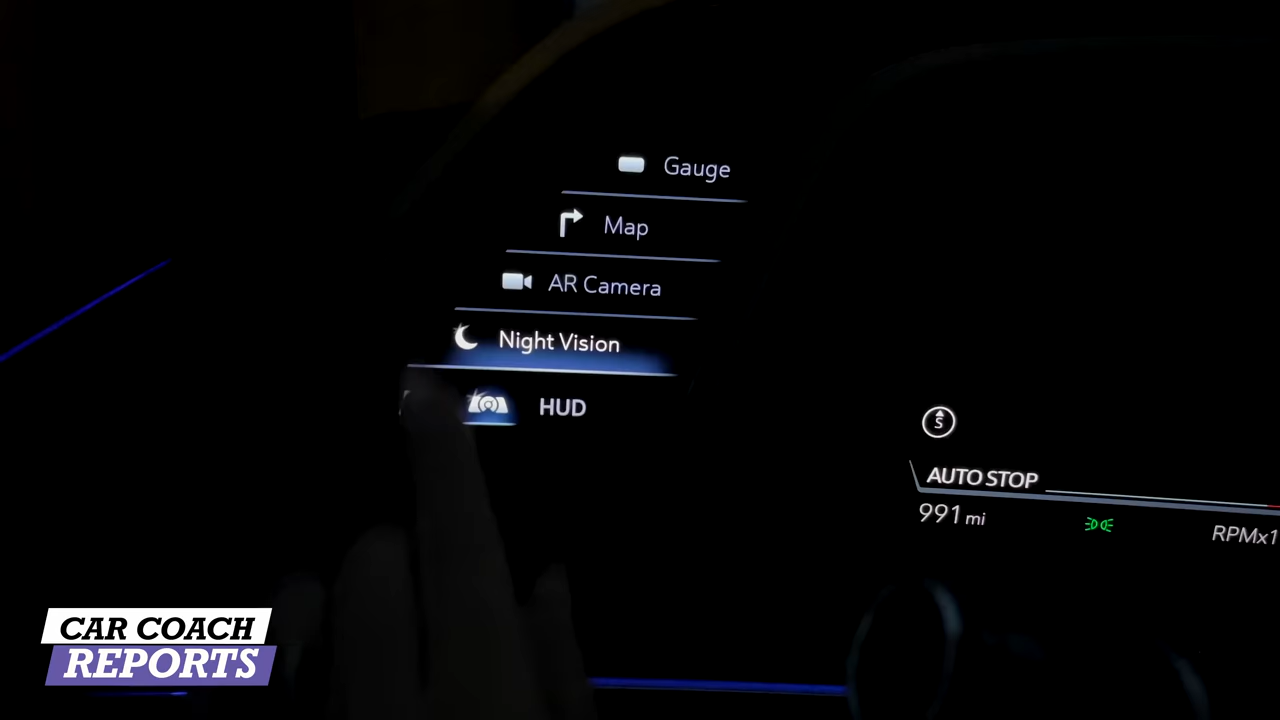 Gauge
Map
AR Camera
Night Vision
HUD
S
AUTO STOP
991 mi
RPMx1
CAR COACH
REPORTS